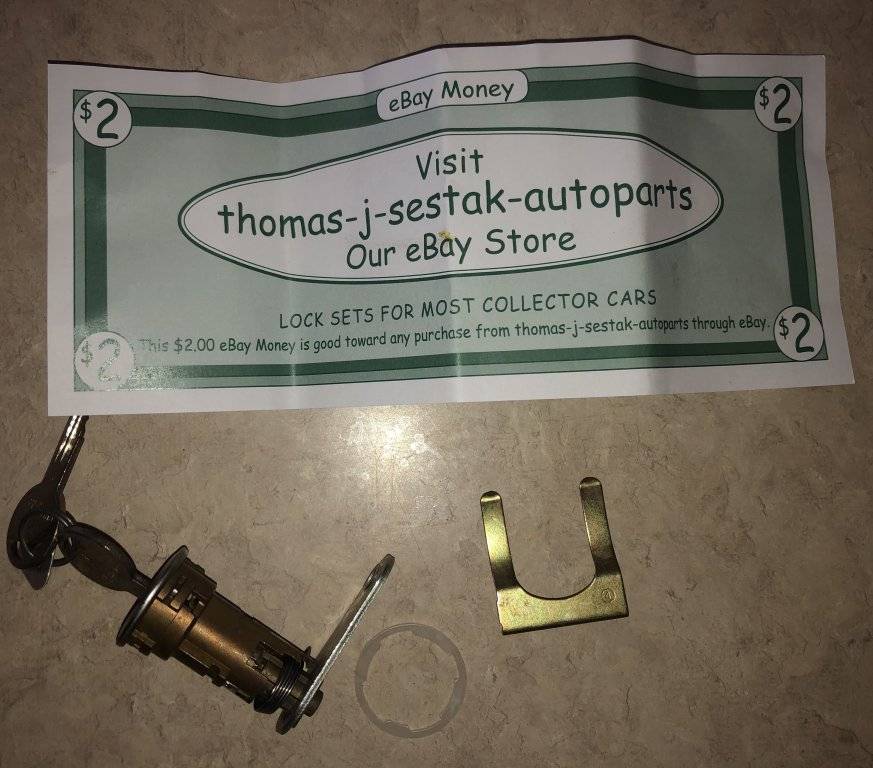 eBay Money
$2
$2
Visit
thomas-j-sestak-autoparts
Our eBay Store
LOCK SETS FOR MOST COLLECTOR CARS
This $2.00 eBay Money is good toward any purchase from thomas-j-sestak-autoparts through eBay.
$2
$2